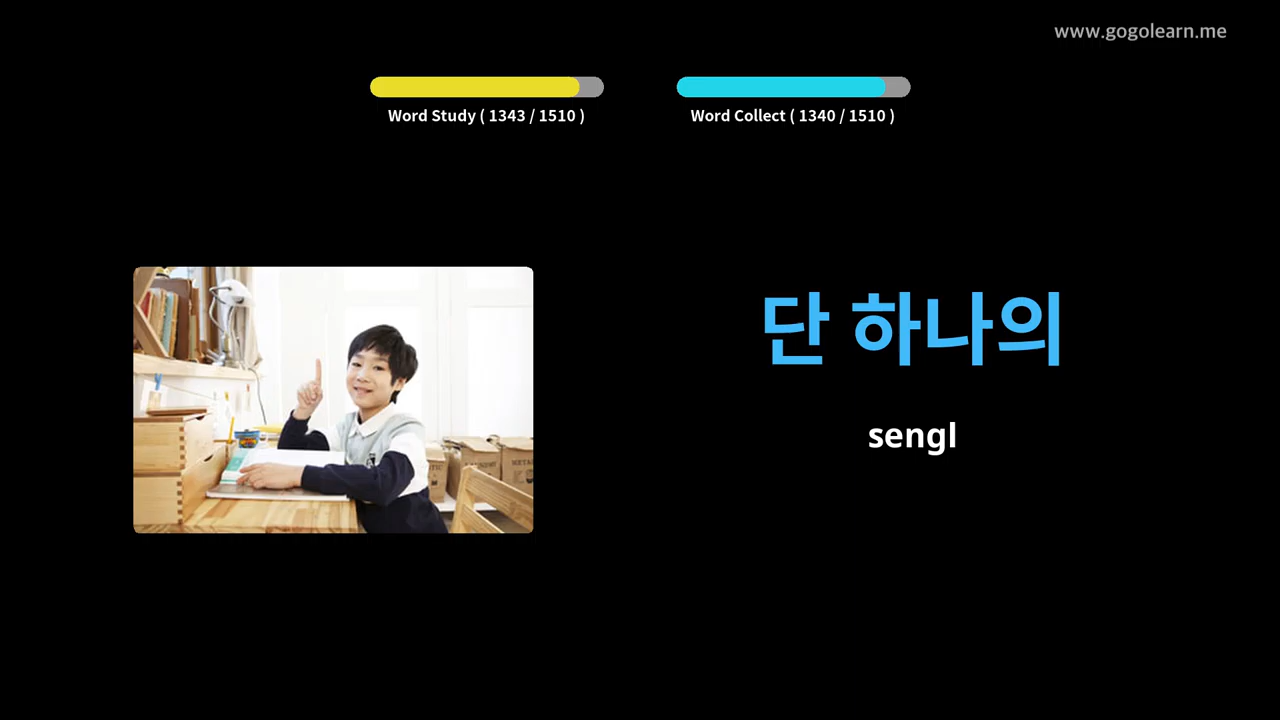 www.gogolearn.me
Word Study ( 1343 / 1510 )
Word Collect ( 1340 / 1510 )
단 하나의
sengl